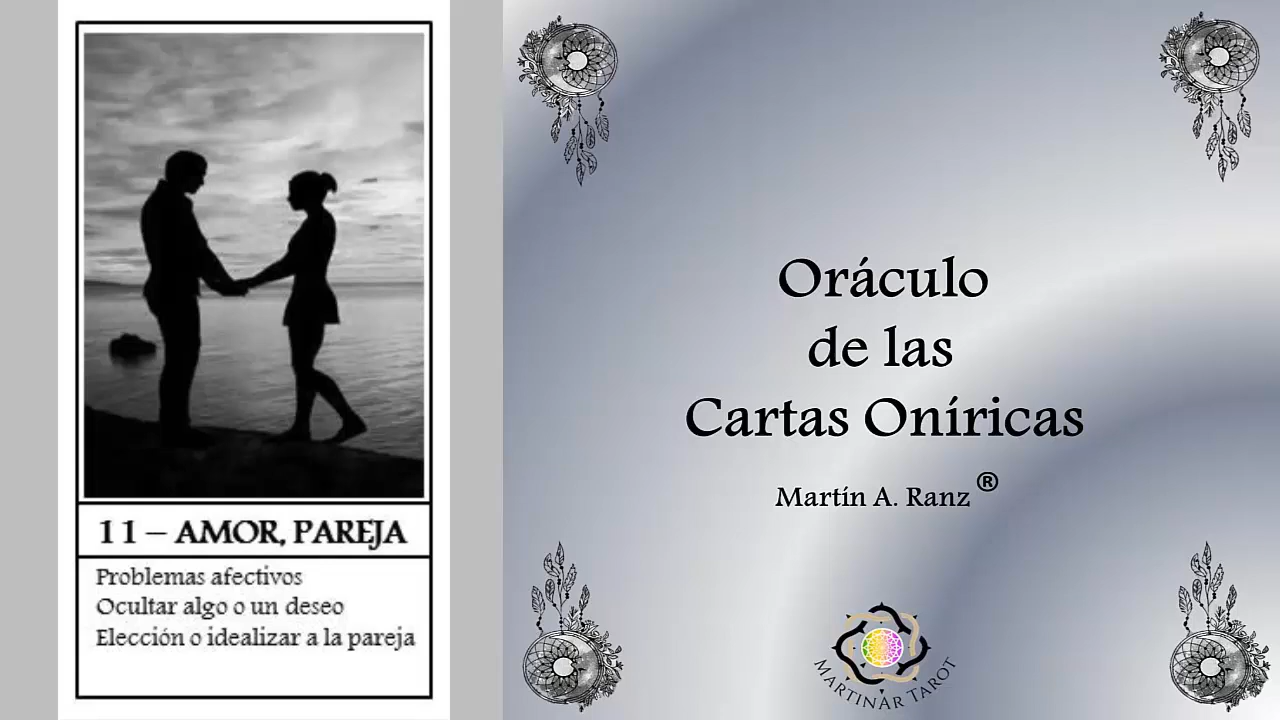 11 – AMOR, PAREJA
Problemas afectivos
Ocultar algo o un deseo
Elección o idealizar a la pareja
Oráculo
de las
Cartas Oníricas
Martín A. Ranz ®
MARTINAR TAROT